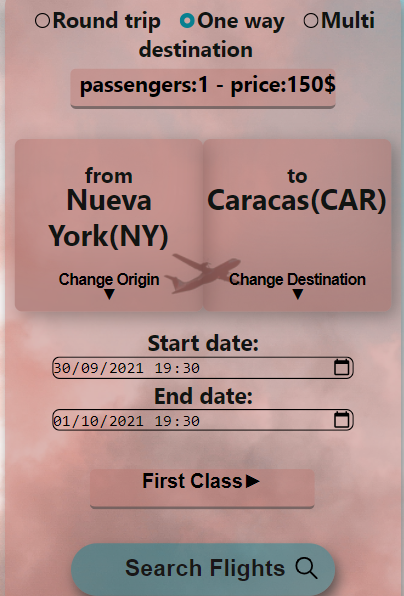 Round trip One way Multi
destination
passengers:1 - price:150$
from
Nueva
York(NY)
Change Origin
▼
to
Caracas(CAR)
Change Destination
▼
Start date:
30/09/2021 19:30
End date:
01/10/2021 19:30
First Class►
Search Flights